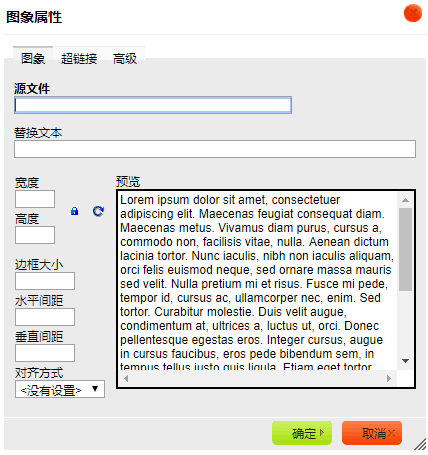 图象属性
图象 超链接 高级
源文件
替换文本
宽度
高度
预览
Lorem ipsum dolor sit amet, consectetuer
adipiscing elit. Maecenas feugiat consequat diam.
Maecenas metus. Vivamus diam purus, cursus a,
commodo non, facilisis vitae, nulla. Aenean dictum
lacinia tortor. Nunc iaculis, nibh non iaculis aliquam,
orci felis euismod neque, sed ornare massa mauris
sed velit. Nulla pretium mi et risus. Fusce mi pede,
tempor id, cursus ac, ullamcorper nec, enim. Sed
tortor. Curabitur molestie. Duis velit augue,
condimentum at, ultrices a, luctus ut, orci. Donec
pellentesque egestas eros. Integer cursus, augue
in cursus faucibus, eros pede bibendum sem, in
tempus tellus justo quis ligula. Etiam eget tortor
边框大小
水平间距
垂直间距
对齐方式
<没有设置>
确定 取消